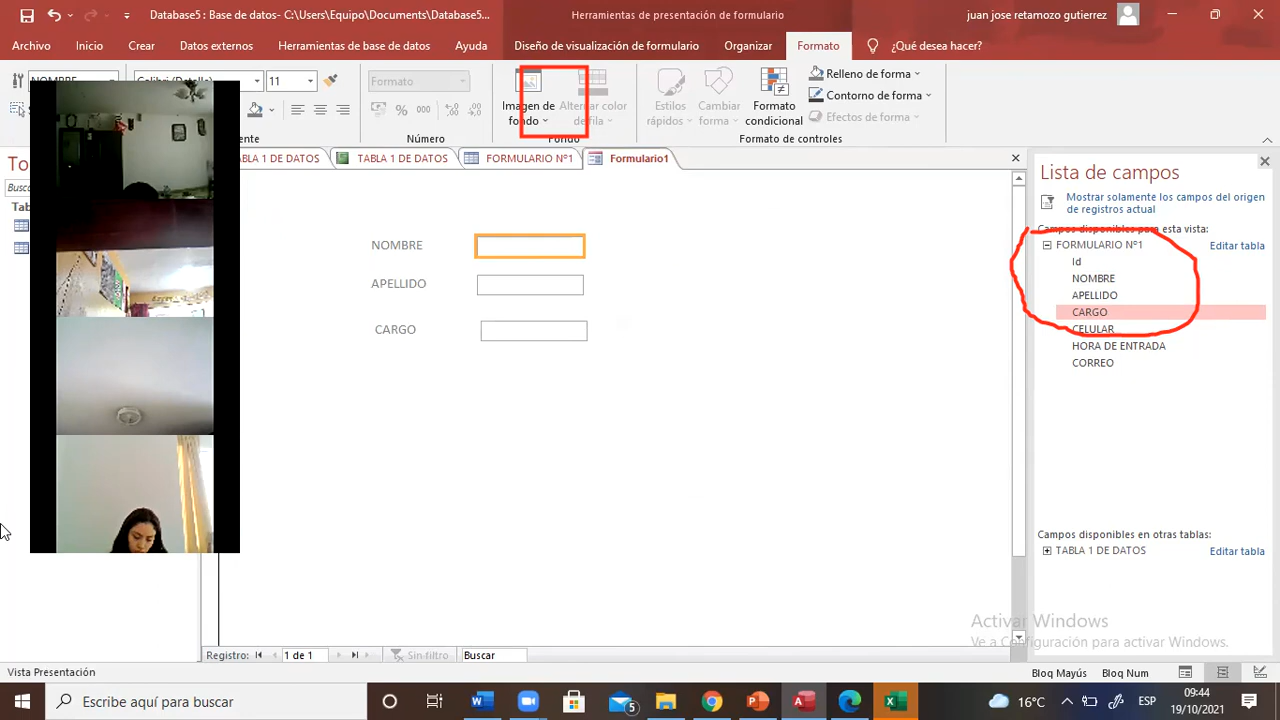 Database5 : Base de datos- C:\Users\Equipo\Documents\Database5...
Herramientas de presentación de formulario
juan jose retamozo gutierrez
Archivo Inicio Crear Datos externos Herramientas de base de datos Ayuda Diseño de visualización de formulario Organizar Formato ¿Qué desea hacer?
NOMBRE Calibri (Detalle) 11 Formato
% 000
Imagen de fondo
Alternar color de fila
Estilos rápidos
Cambiar forma
Formato condicional
Relleno de forma
Contorno de forma
Efectos de forma
Número Fondo Formato de controles
TABLA 1 DE DATOS FORMULARIO Nº1 Formulario1
NOMBRE
APELLIDO
CARGO
Lista de campos
Mostrar solamente los campos del origen
de registros actual
Campos disponibles para esta vista:
FORMULARIO Nº1 Editar tabla
Id
NOMBRE
APELLIDO
CARGO
CELULAR
HORA DE ENTRADA
CORREO
Campos disponibles en otras tablas:
TABLA 1 DE DATOS Editar tabla
Activar Windows
Ve a Configuración para activar Windows.
Registro: 1 de 1 Sin filtro Buscar
Vista Presentación
Bloq Mayús Bloq Num
Escribe aquí para buscar
5
16°C ESP
09:44
19/10/2021